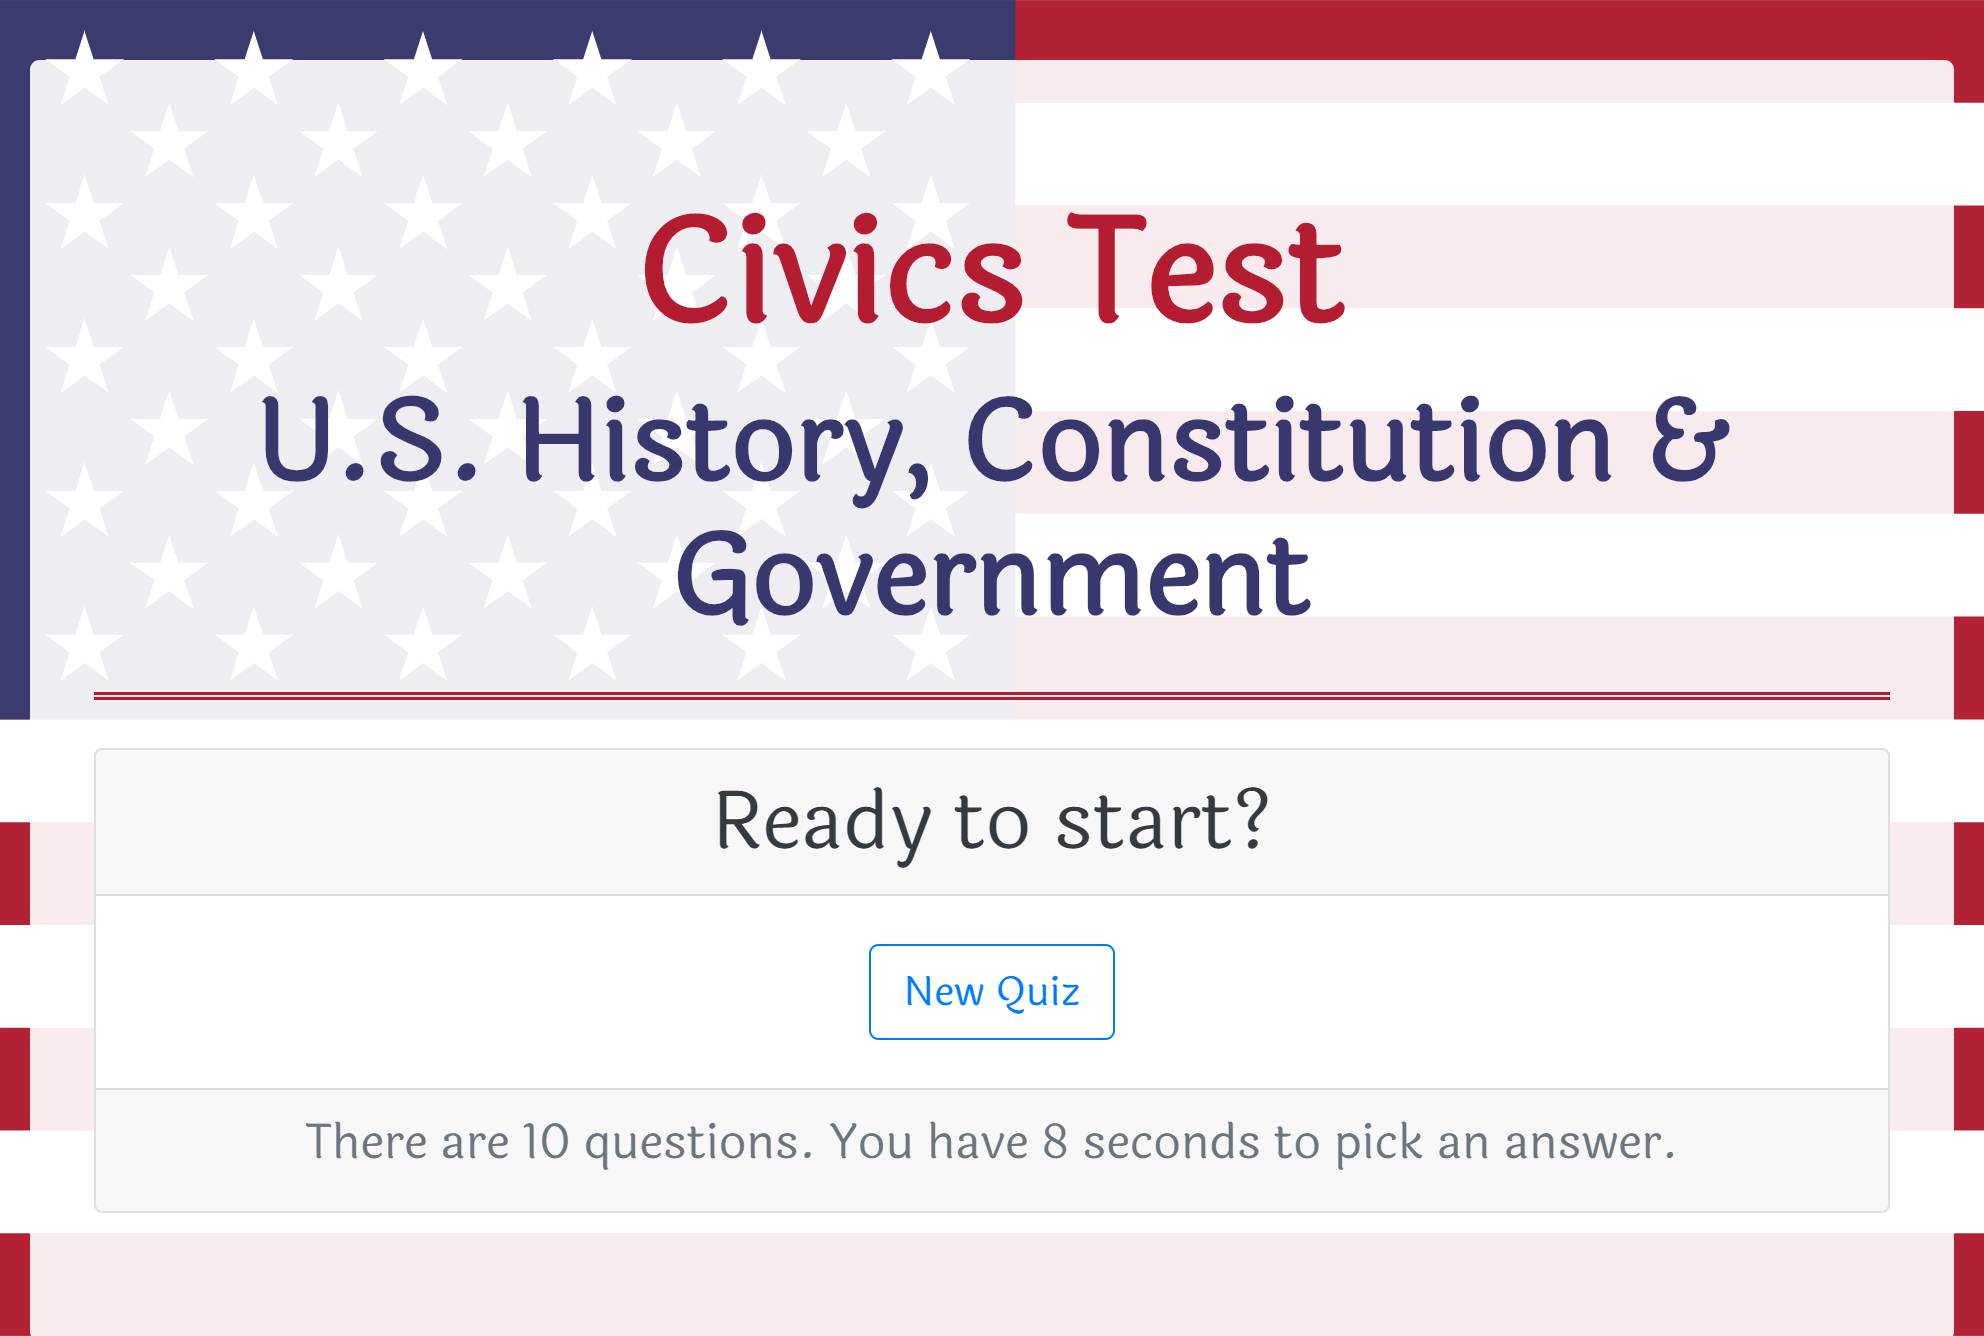 Civics Test
U.S. History, Constitution &
Government
Ready to start?
New Quiz
There are 10 questions. You have 8 seconds to pick an answer.